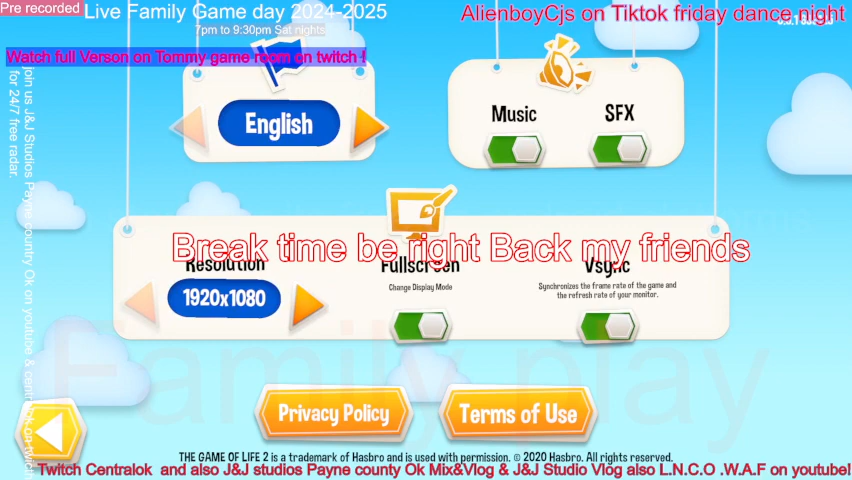 Pre recorded
Live Family Game day 2024-2025
AlienboyCjs on Tiktok friday dance night
7pm to 9:30pm Sat nights
Watch full Verson on Tommy game room on twitch !
join us J&J Studios Payne country Ok on youtube & centralok on twitch
for 24/7 free radar.
English
Music
SFX
Break time be right Back my friends
Resolution
Fullscreen
Vsync
1920x1080
Change Display Mode
Synchronizes the frame rate of the game and
the refresh rate of your monitor.
Family play
Privacy Policy
Terms of Use
THE GAME OF LIFE 2 is a trademark of Hasbro and is used with permission. © 2020 Hasbro. All rights reserved.
Twitch Centralok and also J&J studios Payne county Ok Mix&Vlog & J&J Studio Vlog also L.N.C.O .W.A.F on youtube!